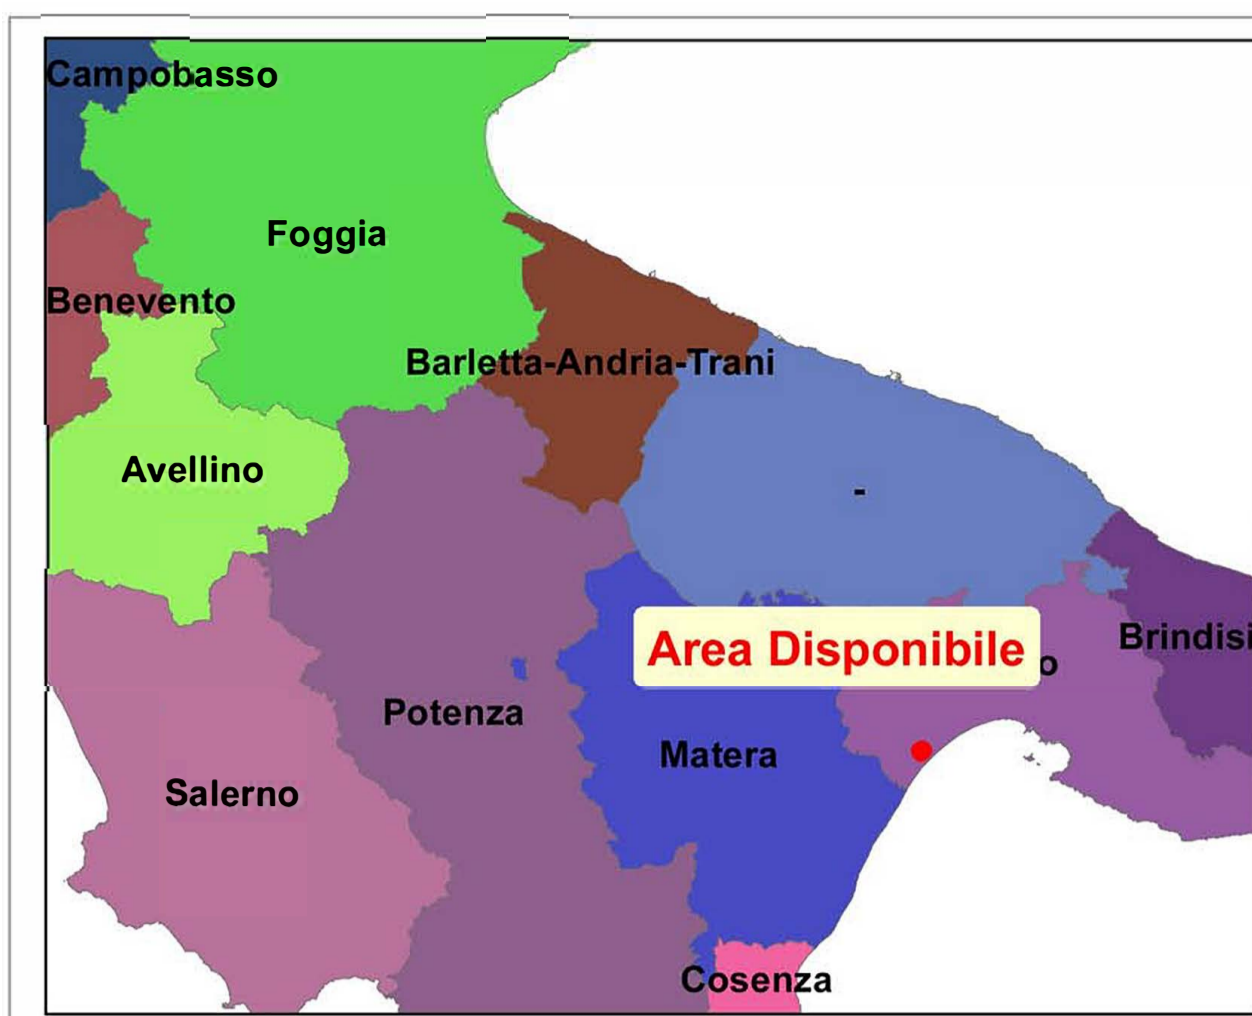 Campobasso
Foggia
Benevento
Barletta-Andria-Trani
Avellino
-
Brindisi
Area Disponibile
o
Potenza
Matera
Salerno
Cosenza